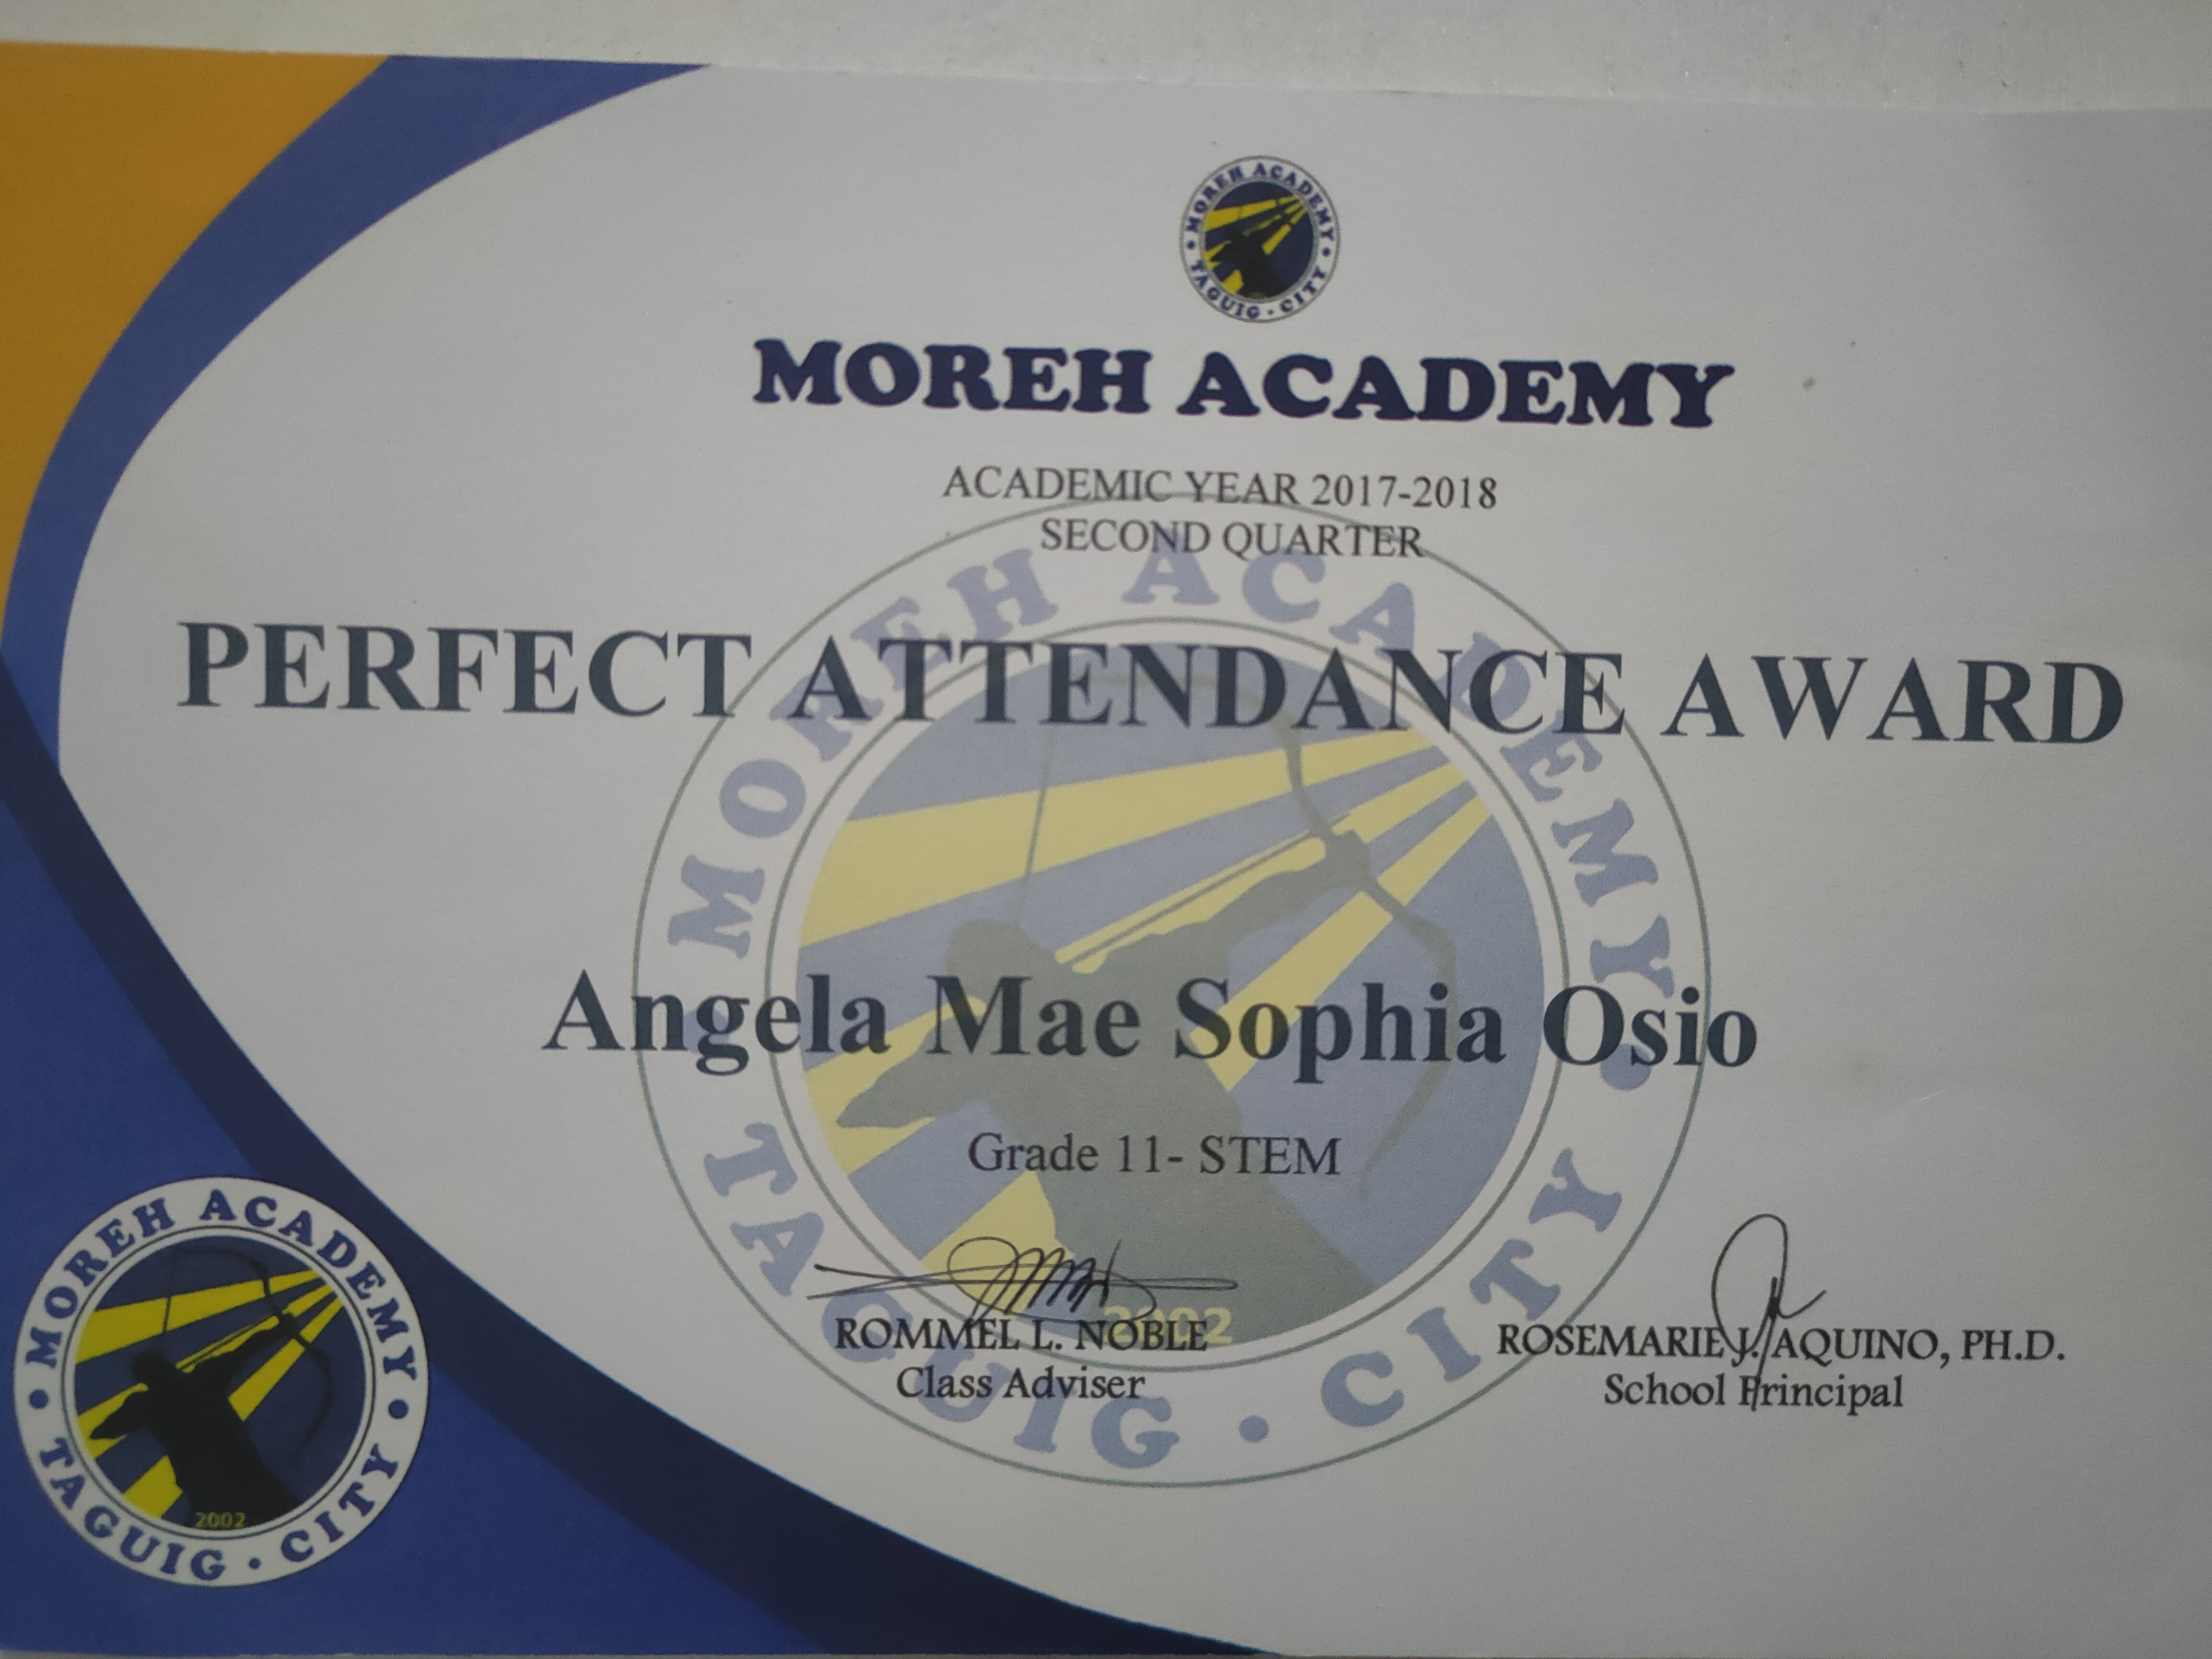 MOREH ACADEMY
TAGUIG · CITY
MOREH ACADEMY
ACADEMIC YEAR 2017-2018
SECOND QUARTER
PERFECT ATTENDANCE AWARD
Angela Mae Sophia Osio
Grade 11- STEM
MOREH ACADEMY
2002
TAGUIG · CITY
ROMMEL L. NOBLE
Class Adviser
ROSEMARIE J. AQUINO, PH.D.
School Principal
MOREH ACADEMY
2002
TAGUIG · CITY